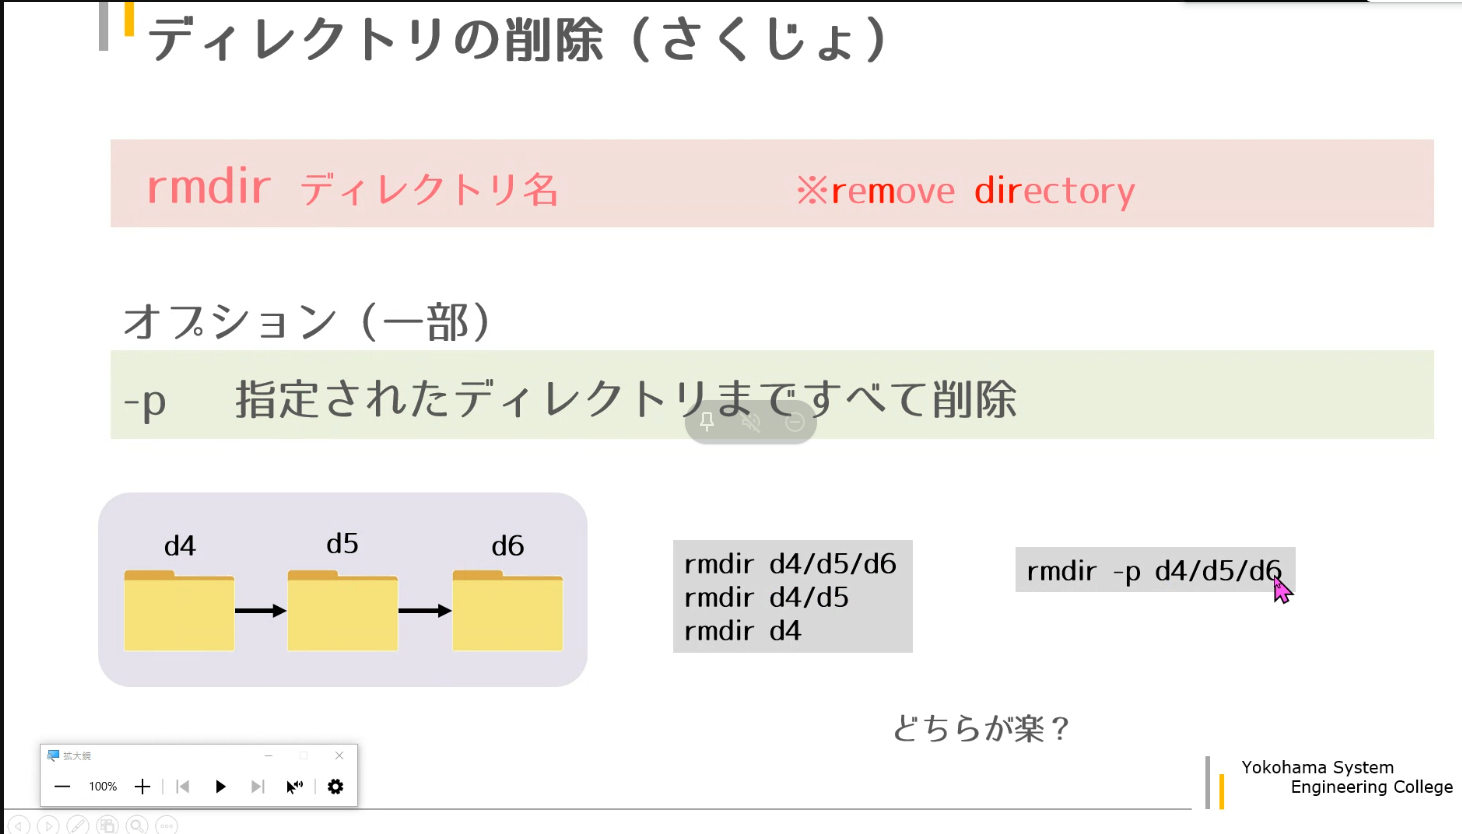 ディレクトリの削除（さくじょ）
rmdir ディレクトリ名 ※remove directory
オプション（一部）
-p 指定されたディレクトリまですべて削除
d4 d5 d6
rmdir d4/d5/d6
rmdir d4/d5
rmdir d4
rmdir -p d4/d5/d6
どちらが楽？
拡大鏡
100%
Yokohama System
Engineering College